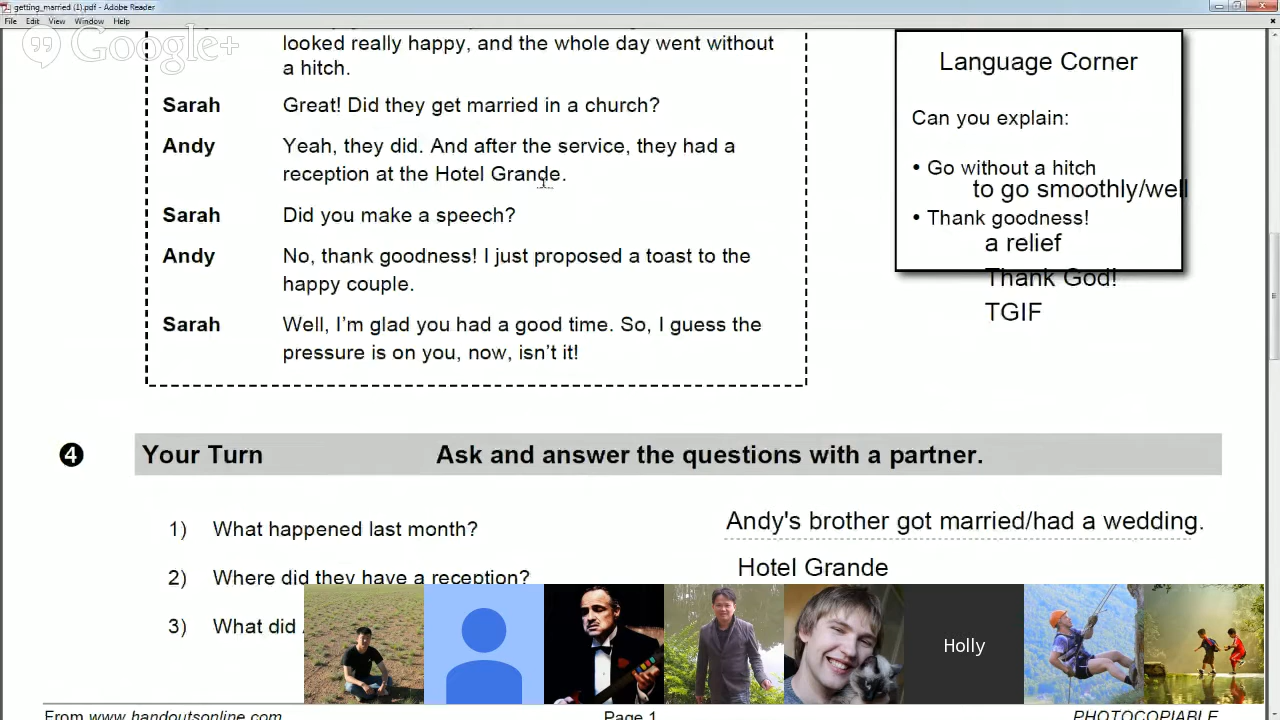 getting_married (1).pdf - Adobe Reader
File Edit View Window Help
Google+
looked really happy, and the whole day went without
a hitch.
Sarah Great! Did they get married in a church?
Andy Yeah, they did. And after the service, they had a
reception at the Hotel Grande.
Sarah Did you make a speech?
Andy No, thank goodness! I just proposed a toast to the
happy couple.
Sarah Well, I'm glad you had a good time. So, I guess the
pressure is on you, now, isn't it!
Language Corner
Can you explain:
• Go without a hitch
to go smoothly/well
• Thank goodness!
a relief
Thank God!
TGIF
4 Your Turn Ask and answer the questions with a partner.
1) What happened last month? Andy's brother got married/had a wedding.
2) Where did they have a reception? Hotel Grande
3) What did
Holly
From www.handoutsonline.com Page 1 PHOTOCOPIABLE